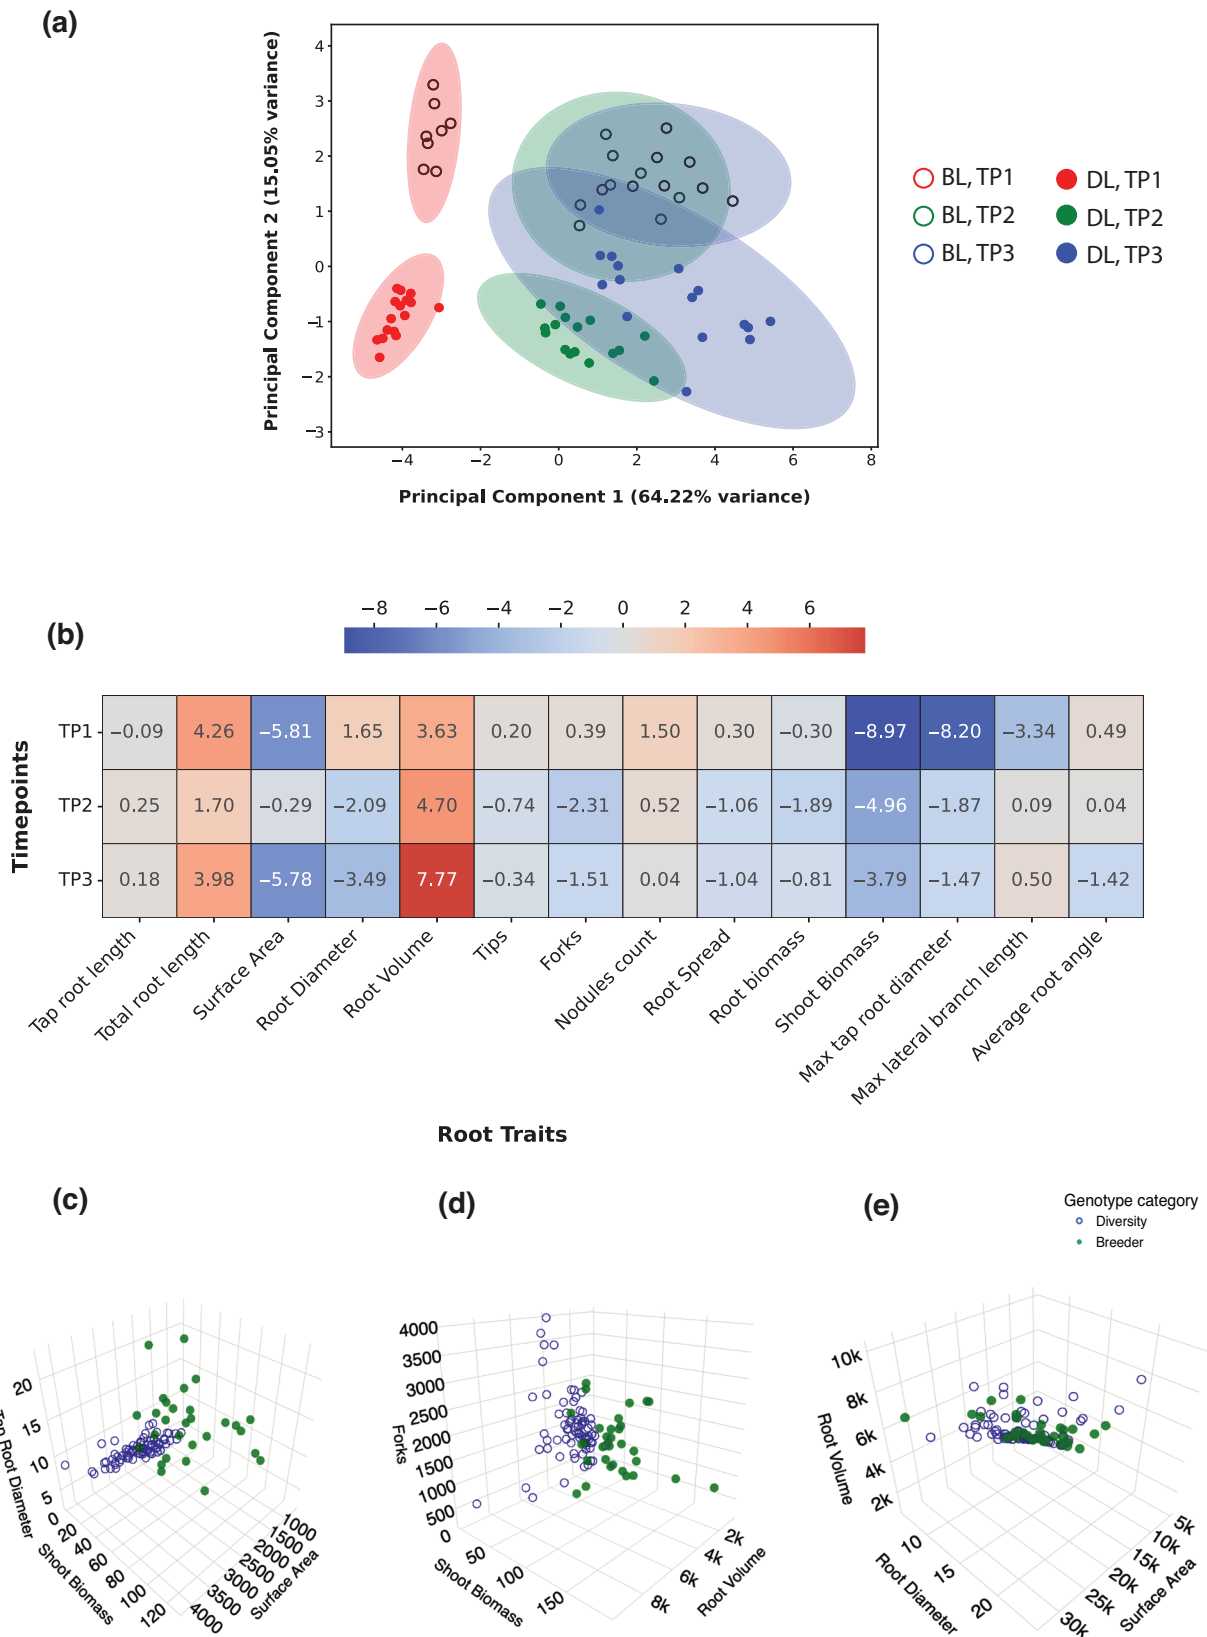 (a)
Principal Component 2 (15.05% variance)
4
3
2
1
0
−1
−2
−3
−4 −2 0 2 4 6 8
Principal Component 1 (64.22% variance)
BL, TP1 DL, TP1
BL, TP2 DL, TP2
BL, TP3 DL, TP3
(b)
−8 −6 −4 −2 0 2 4 6
Timepoints
TP1 −0.09 4.26 −5.81 1.65 3.63 0.20 0.39 1.50 0.30 −0.30 −8.97 −8.20 −3.34 0.49
TP2 0.25 1.70 −0.29 −2.09 4.70 −0.74 −2.31 0.52 −1.06 −1.89 −4.96 −1.87 0.09 0.04
TP3 0.18 3.98 −5.78 −3.49 7.77 −0.34 −1.51 0.04 −1.04 −0.81 −3.79 −1.47 0.50 −1.42
Tap root length
Total root length
Surface Area
Root Diameter
Root Volume
Tips
Forks
Nodules count
Root Spread
Root biomass
Shoot Biomass
Max tap root diameter
Max lateral branch length
Average root angle
Root Traits
(c)
20
15
10
5
0
Tap Root Diameter
20
40
60
80
100
120
Shoot Biomass
1000
1500
2000
2500
3000
3500
4000
Surface Area
(d)
4000
3500
3000
2500
2000
1500
1000
500
0
Forks
50
100
150
Shoot Biomass
2k
4k
6k
8k
Root Volume
(e)
Genotype category
Diversity
Breeder
10k
8k
6k
4k
2k
Root Volume
10
15
20
Root Diameter
5k
10k
15k
20k
25k
30k
Surface Area